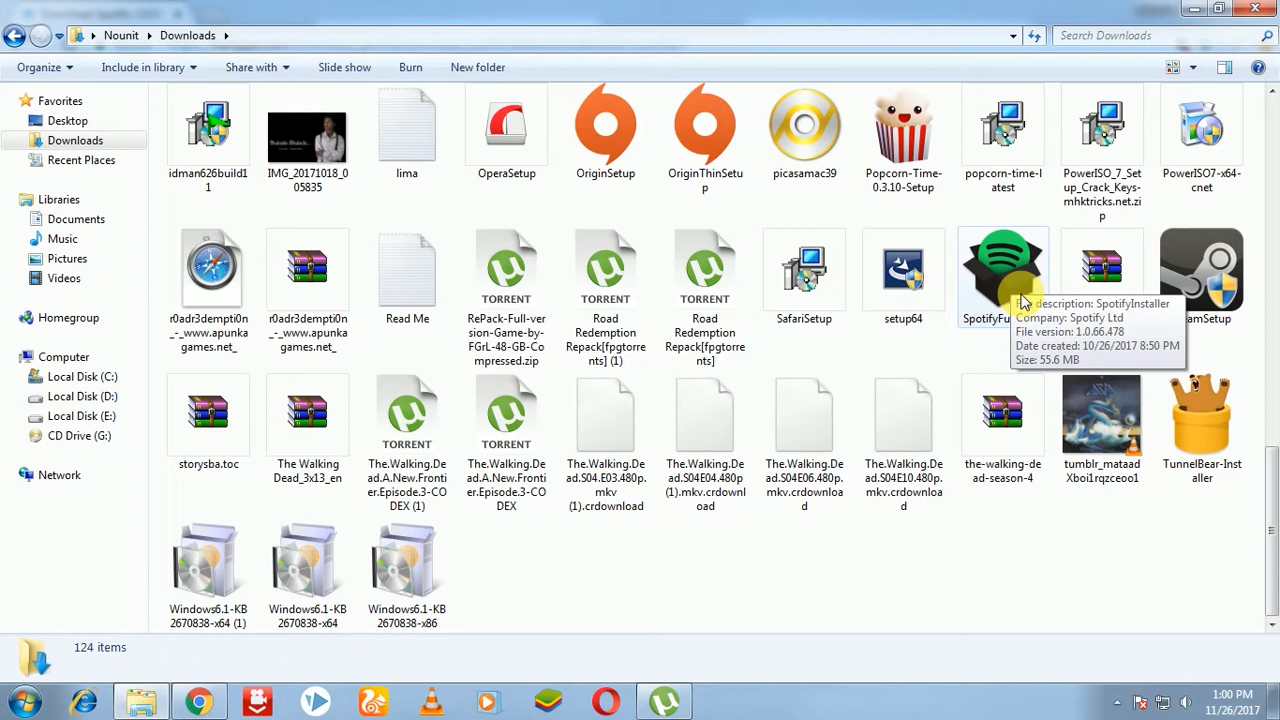 Nounit
Downloads
Search Downloads
Organize
Include in library
Share with
Slide show
Burn
New folder
Favorites
Desktop
Downloads
Recent Places
Libraries
Documents
Music
Pictures
Videos
Homegroup
Computer
Local Disk (C:)
Local Disk (D:)
Local Disk (E:)
CD Drive (G:)
Network
idman626build1
1
IMG_20171018_0
05835
lima
OperaSetup
OriginSetup
OriginThinSetu
p
picasamac39
Popcorn-Time-
0.3.10-Setup
popcorn-time-l
atest
PowerISO_7_Se
tup_Crack_Keys-
mhktricks.net.zi
p
PowerISO7-x64-
cnet
r0adr3dempti0
n_-_www.apunka
games.net_
r0adr3dempti0n
_-_www.apunka
games.net_
Read Me
TORRENT
RePack-Full-ver
sion-Game-by-
FGrL-48-GB-Co
mpressed.zip
TORRENT
Road
Redemption
Repack[fpgtorre
nts] (1)
TORRENT
Road
Redemption
Repack[fpgtorre
nts]
SafariSetup
setup64
SpotifyFu
description: SpotifyInstaller
Company: Spotify Ltd
File version: 1.0.66.478
Date created: 10/26/2017 8:50 PM
Size: 55.6 MB
amSetup
storysba.toc
The Walking
Dead_3x13_en
TORRENT
The.Walking.De
ad.A.New.Fronti
er.Episode.3-CO
DEX (1)
TORRENT
The.Walking.De
ad.A.New.Fronti
er.Episode.3-CO
DEX
The.Walking.De
ad.S04.E03.480p.
mkv
(1).crdownload
The.Walking.De
ad.S04E04.480p
(1).mkv.crdownl
oad
The.Walking.De
ad.S04E06.480p.
mkv.crdownloa
d
The.Walking.De
ad.S04E10.480p.
mkv.crdownloa
d
the-walking-de
ad-season-4
tumblr_mataad
Xboi1rqzceoo1
TunnelBear-Inst
aller
Windows6.1-KB
2670838-x64 (1)
Windows6.1-KB
2670838-x64
Windows6.1-KB
2670838-x86
124 items
1:00 PM
11/26/2017